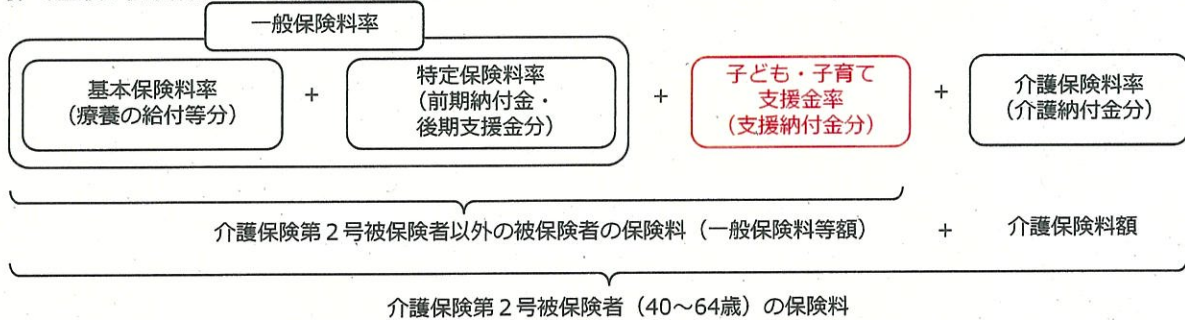 一般保険料率
基本保険料率
(療養の給付等分)
+
特定保険料率
(前期納付金・
後期支援金分)
+
子ども・子育て
支援金率
(支援納付金分)
+
介護保険料率
(介護納付金分)
介護保険第2号被保険者以外の被保険者の保険料(一般保険料等額) + 介護保険料額
介護保険第2号被保険者(40~64歳)の保険料